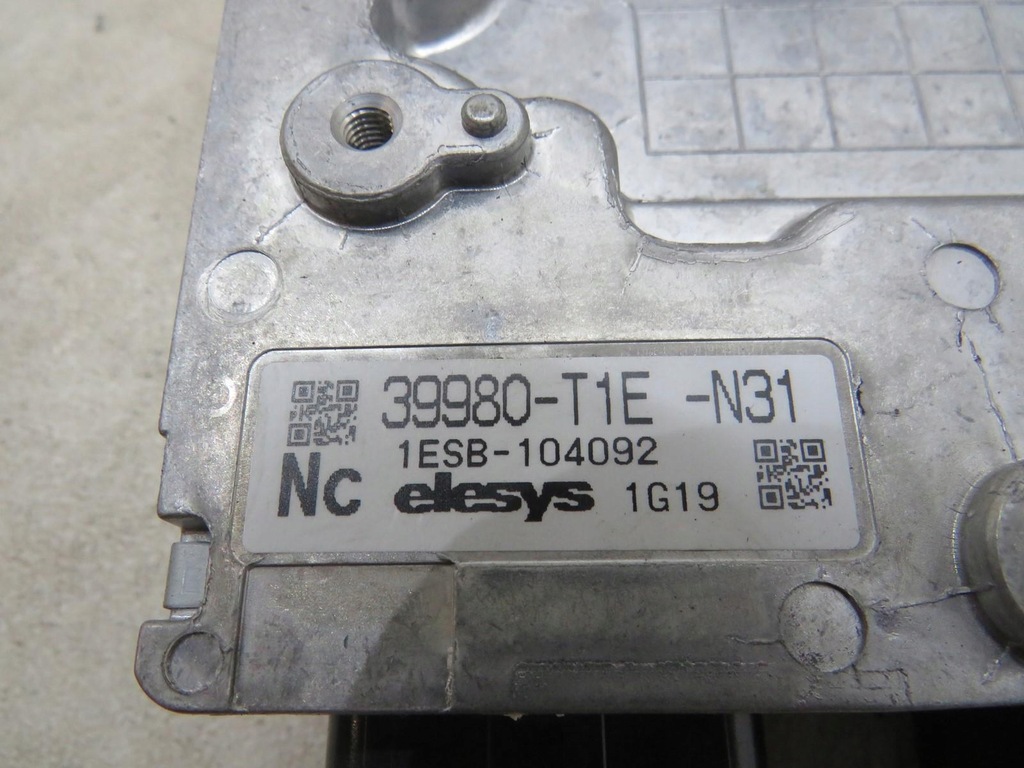 39980-T1E -N31
1ESB-104092
Nc elesys 1G19